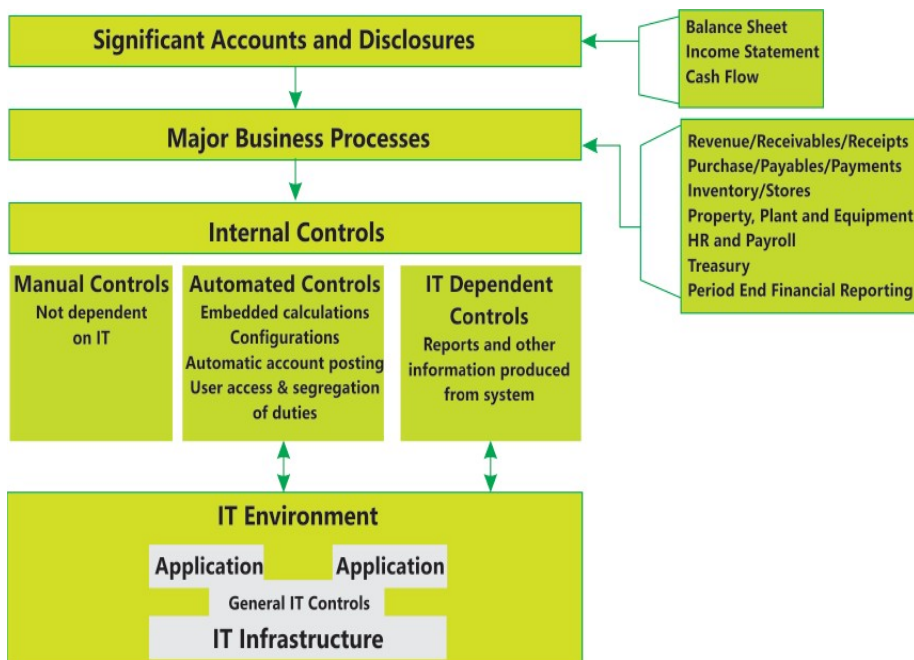 Significant Accounts and Disclosures
Balance Sheet
Income Statement
Cash Flow
Major Business Processes
Revenue/Receivables/Receipts
Purchase/Payables/Payments
Inventory/Stores
Property, Plant and Equipment
HR and Payroll
Treasury
Period End Financial Reporting
Internal Controls
Manual Controls
Not dependent
on IT
Automated Controls
Embedded calculations
Configurations
Automatic account posting
User access & segregation
of duties
IT Dependent
Controls
Reports and other
information produced
from system
IT Environment
Application
Application
General IT Controls
IT Infrastructure